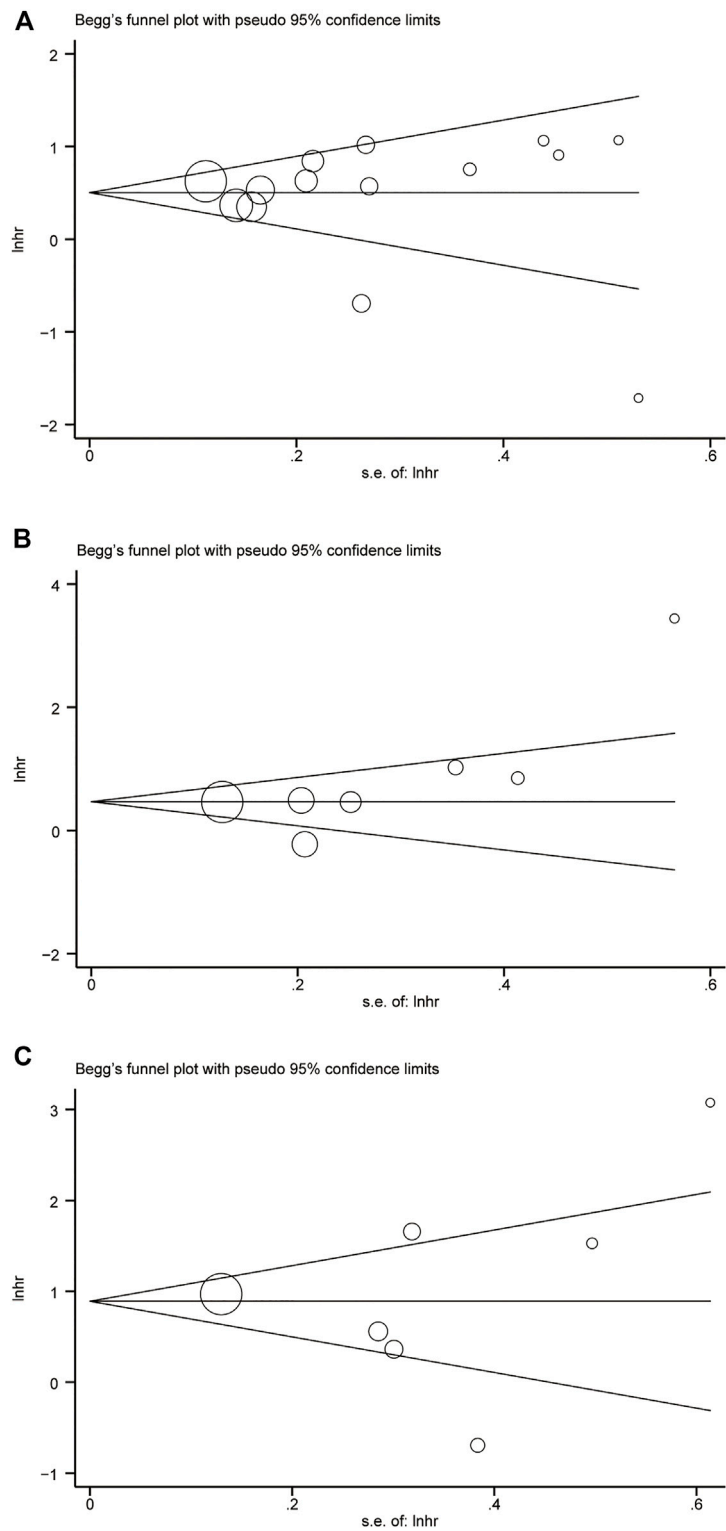 A
Begg's funnel plot with pseudo 95% confidence limits
2
1
0
−1
−2
lnhr
0 .2 .4 .6
s.e. of: lnhr
B
Begg's funnel plot with pseudo 95% confidence limits
4
2
0
−2
lnhr
0 .2 .4 .6
s.e. of: lnhr
C
Begg's funnel plot with pseudo 95% confidence limits
3
2
1
0
−1
lnhr
0 .2 .4 .6
s.e. of: lnhr